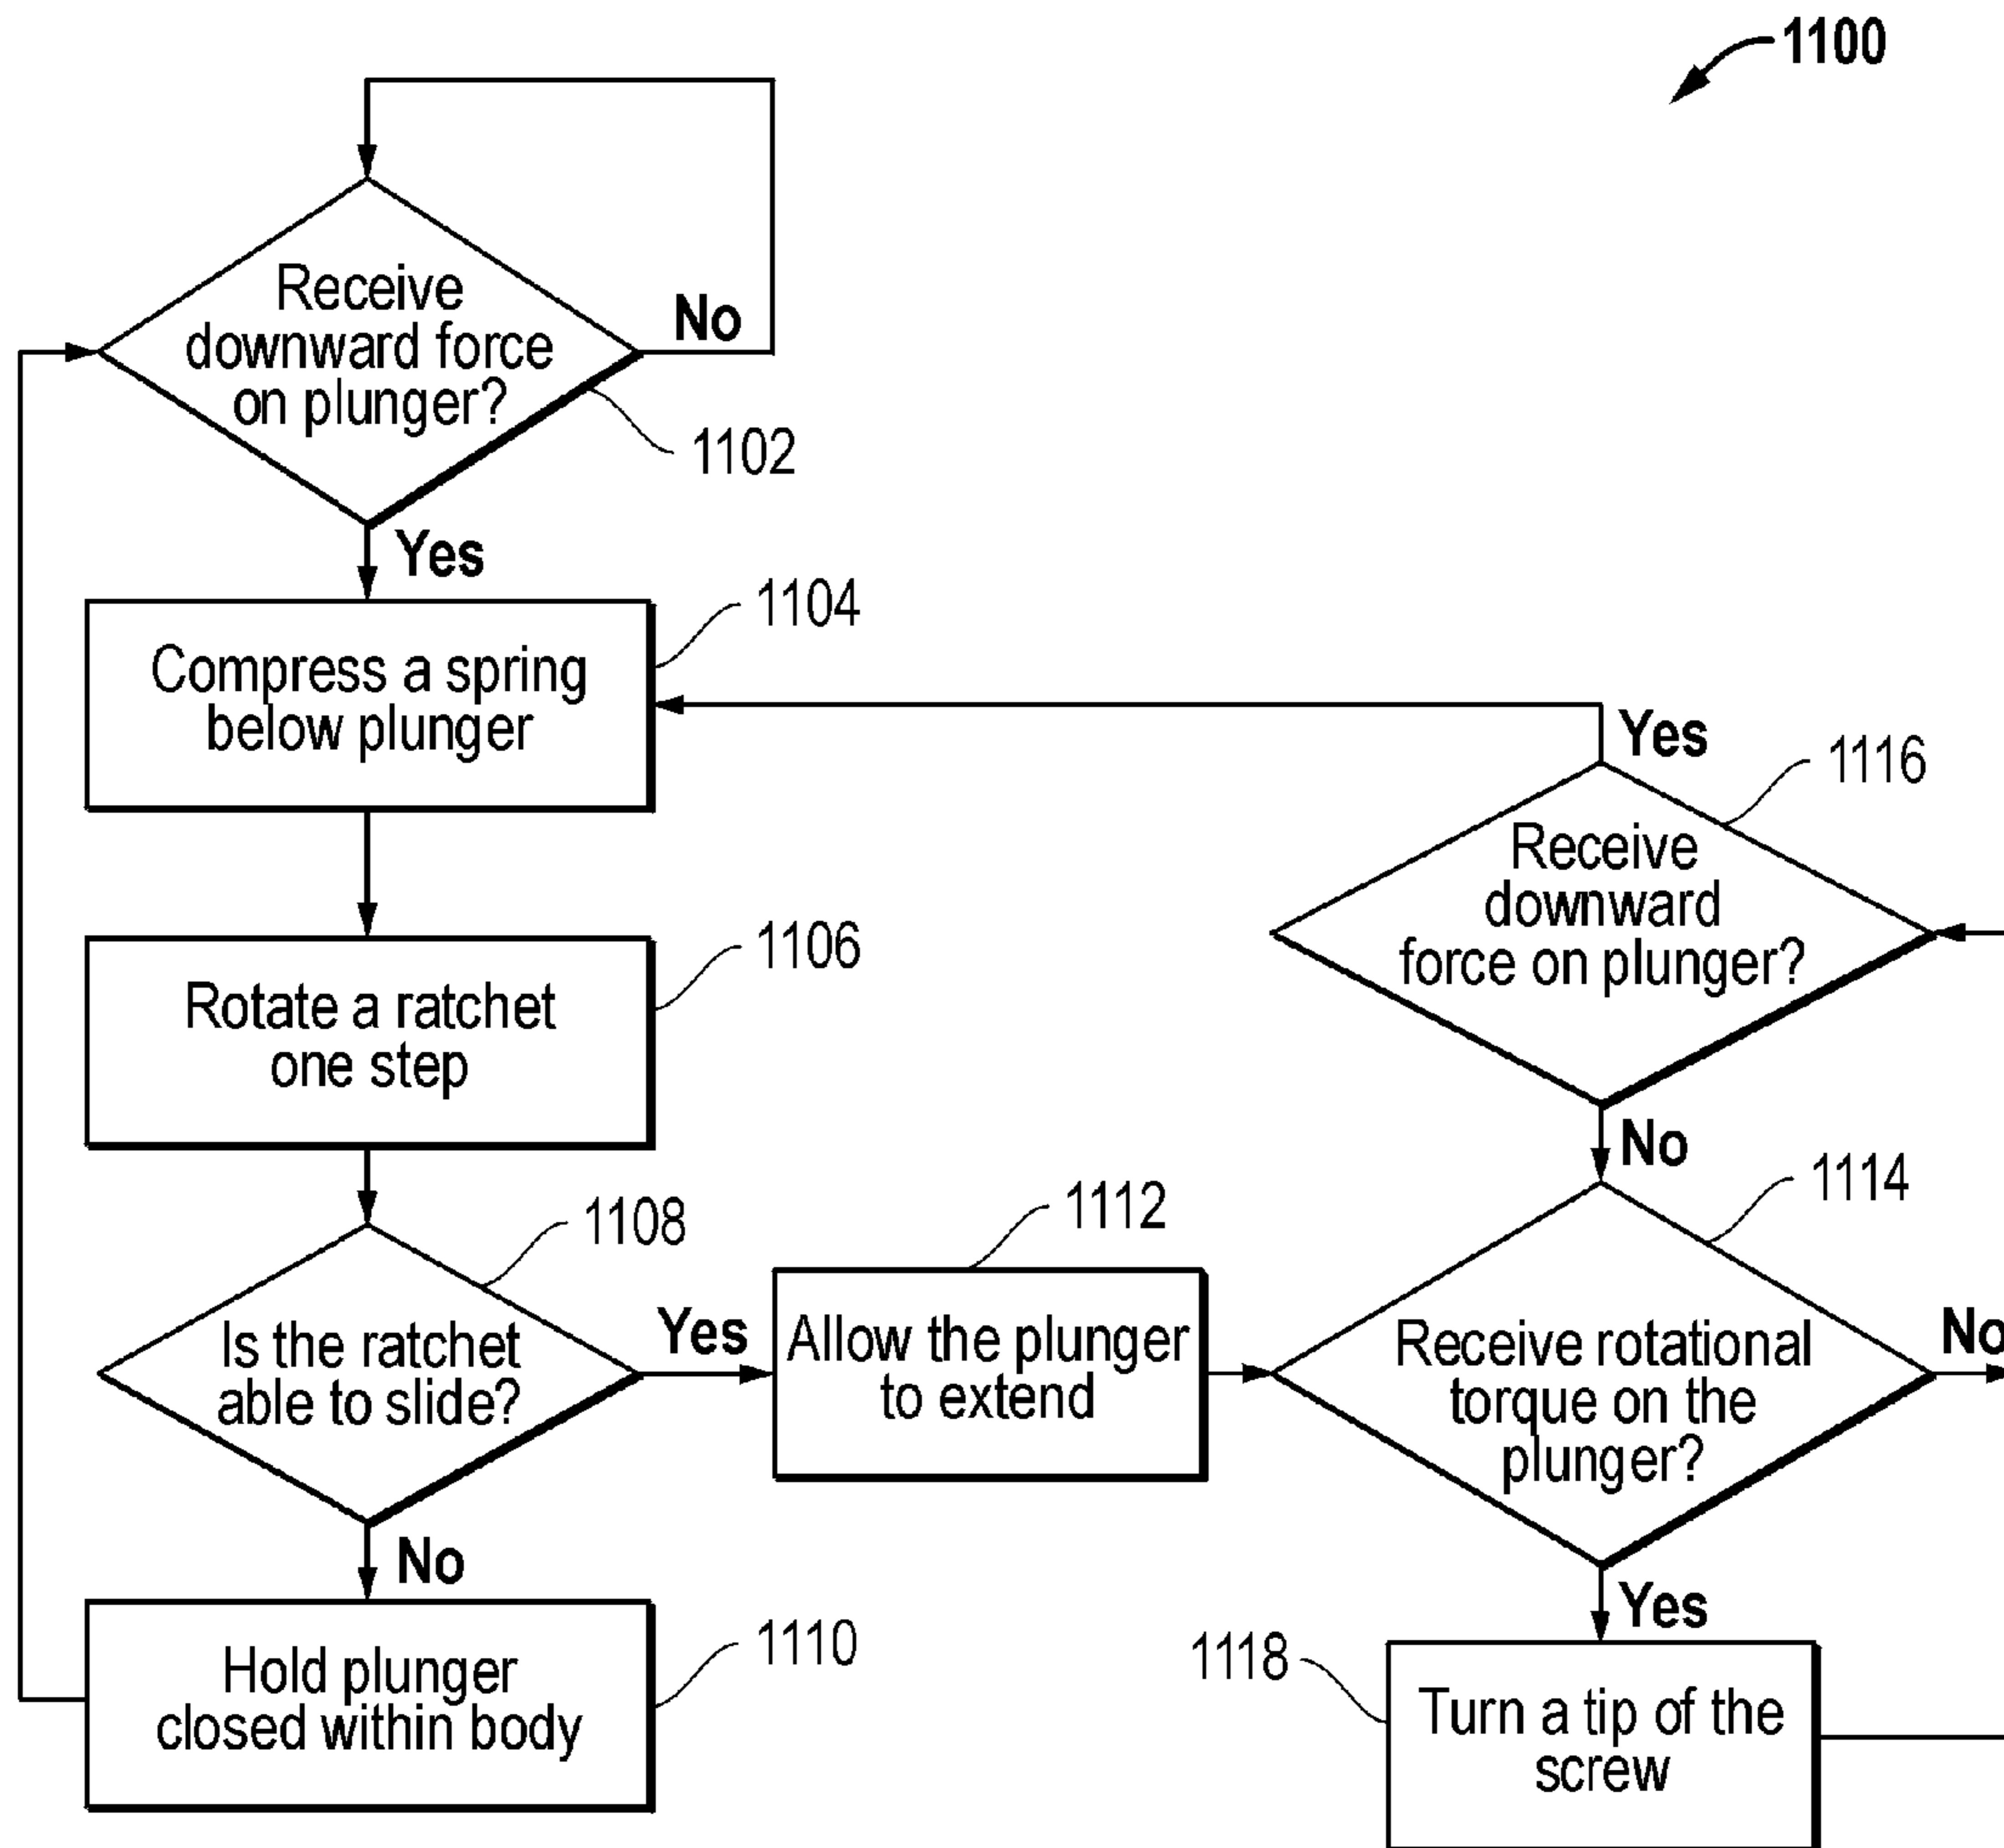 1100
Receive
downward force
on plunger?
No
1102
Yes
Compress a spring
below plunger
1104
Rotate a ratchet
one step
1106
Is the ratchet
able to slide?
1108
Yes
No
Hold plunger
closed within body
1110
Allow the plunger
to extend
1112
Receive
downward
force on plunger?
Yes
1116
No
Receive rotational
torque on the
plunger?
1114
No
Yes
Turn a tip of the
screw
1118